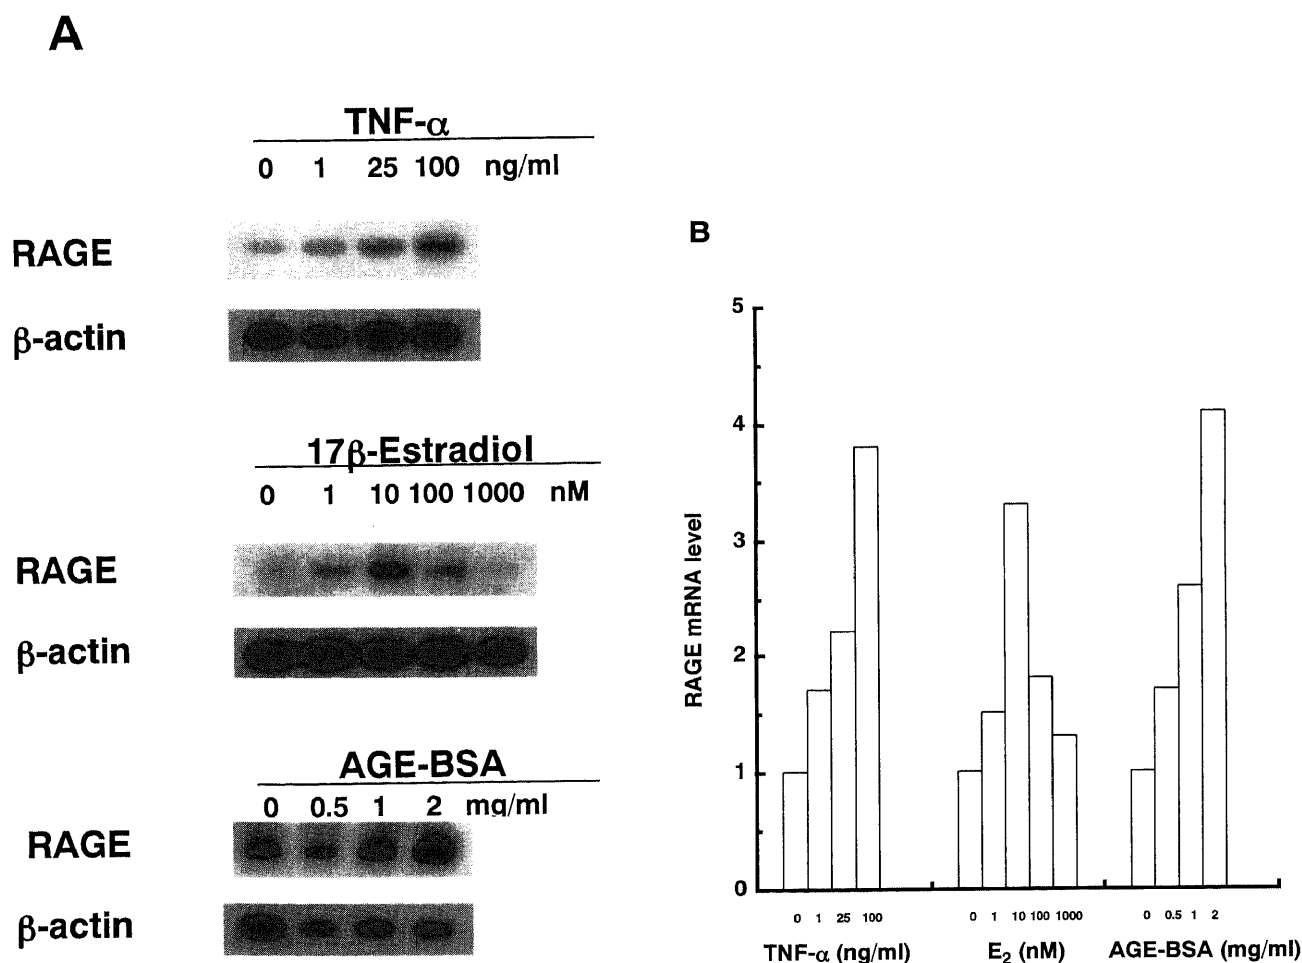 A
TNF-α
0 1 25 100 ng/ml
RAGE
β-actin
17β-Estradiol
0 1 10 100 1000 nM
RAGE
β-actin
AGE-BSA
0 0.5 1 2 mg/ml
RAGE
β-actin
B
RAGE mRNA level
5
4
3
2
1
0
0 1 25 100 0 1 10 100 1000 0 0.5 1 2
TNF-α (ng/ml) E₂ (nM) AGE-BSA (mg/ml)